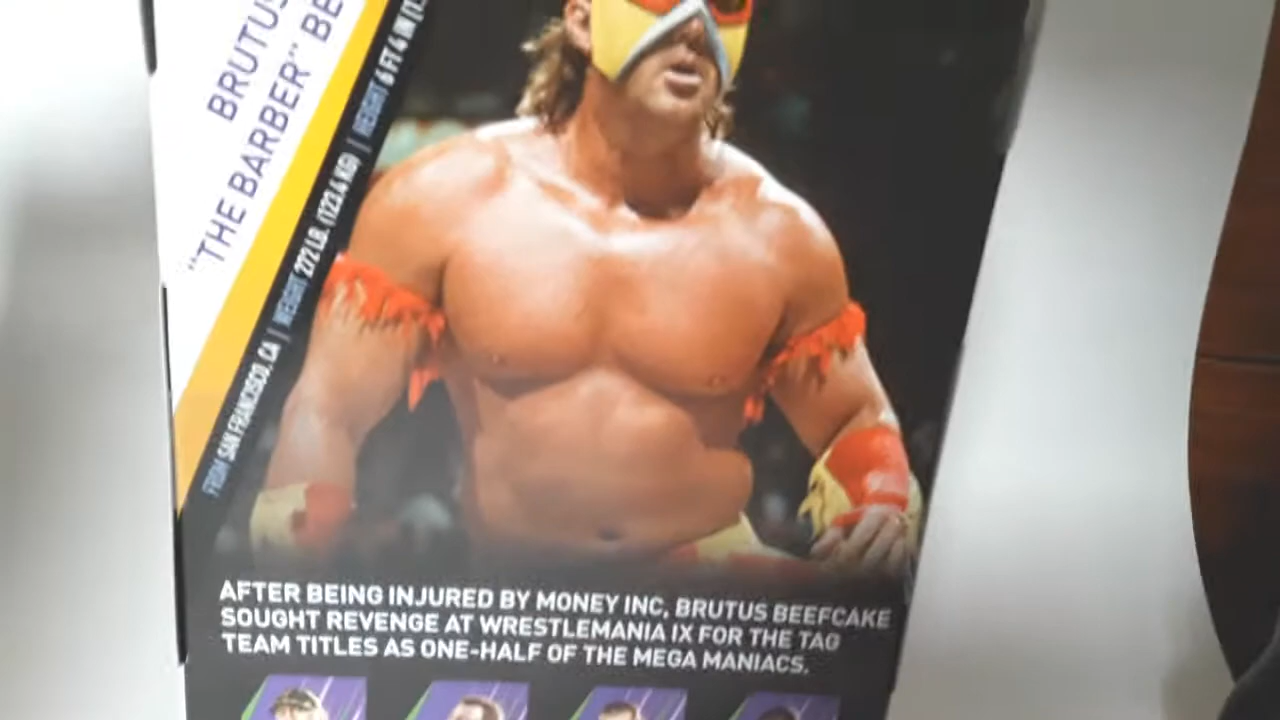 BRUTUS
"THE BARBER" BE
FROM SAN FRANCISCO, CA | WEIGHT 272 LB. (123.4 KG) | HEIGHT 6 FT 4 IN
AFTER BEING INJURED BY MONEY INC, BRUTUS BEEFCAKE
SOUGHT REVENGE AT WRESTLEMANIA IX FOR THE TAG
TEAM TITLES AS ONE-HALF OF THE MEGA MANIACS.